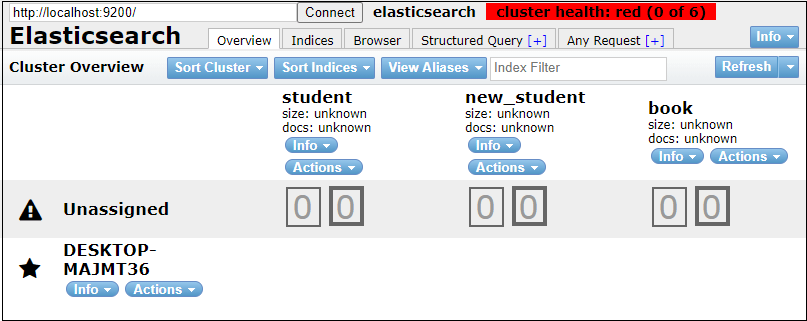 http://localhost:9200/ Connect elasticsearch cluster health: red (0 of 6)
Elasticsearch Overview Indices Browser Structured Query [+] Any Request [+] Info
Cluster Overview Sort Cluster Sort Indices View Aliases Index Filter Refresh
student
size: unknown
docs: unknown
Info
Actions
new_student
size: unknown
docs: unknown
Info
Actions
book
size: unknown
docs: unknown
Info Actions
Unassigned 0 0 0 0 0 0
DESKTOP-
MAJMT36
Info Actions